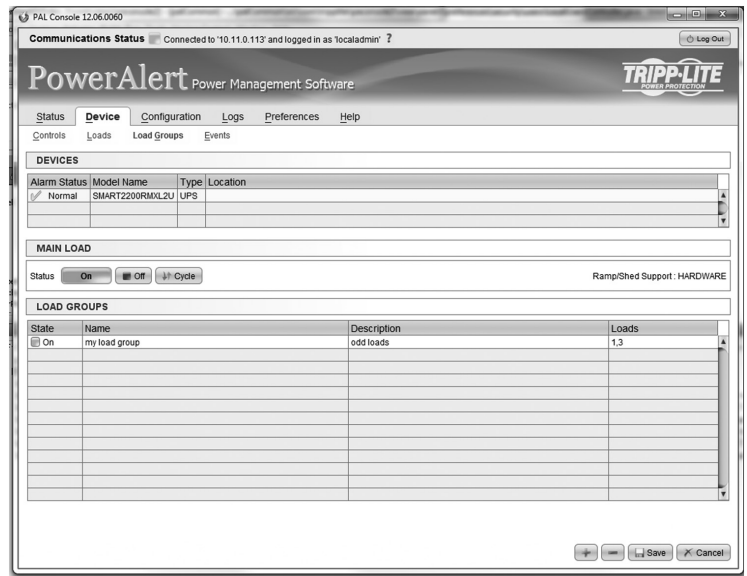 PAL Console 12.06.0060
Communications Status Connected to '10.11.0.113' and logged in as 'localadmin' ? Log Out
PowerAlert Power Management Software
TRIPP·LITE
POWER PROTECTION
Status Device Configuration Logs Preferences Help
Controls Loads Load Groups Events
DEVICES
Alarm Status Model Name Type Location
Normal SMART2200RMXL2U UPS
MAIN LOAD
Status On Off Cycle Ramp/Shed Support : HARDWARE
LOAD GROUPS
State Name Description Loads
On my load group odd loads 1,3
+ - Save Cancel